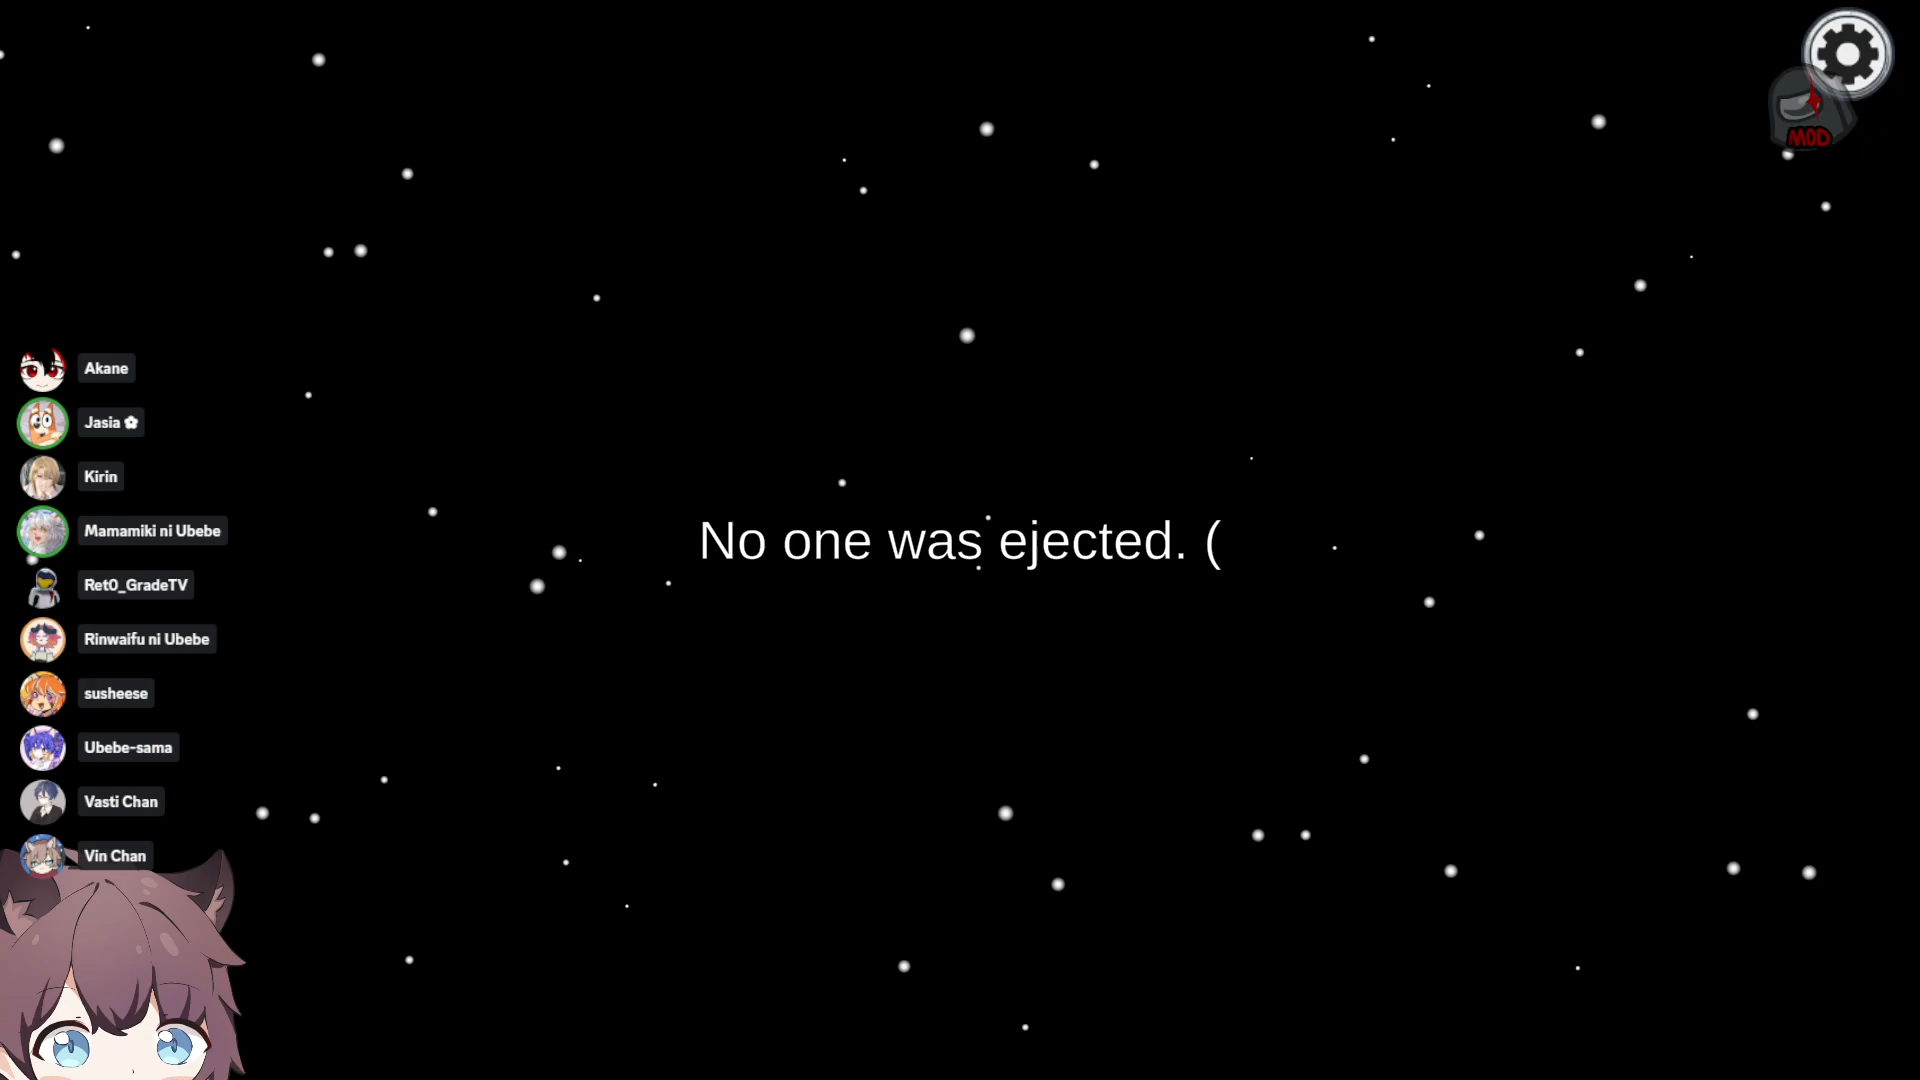 MOD
Akane
Jasia ✿
Kirin
No one was ejected. (
Mamamiki ni Ubebe
Ret0_GradeTV
Rinwaifu ni Ubebe
susheese
Ubebe-sama
Vasti Chan
Vin Chan